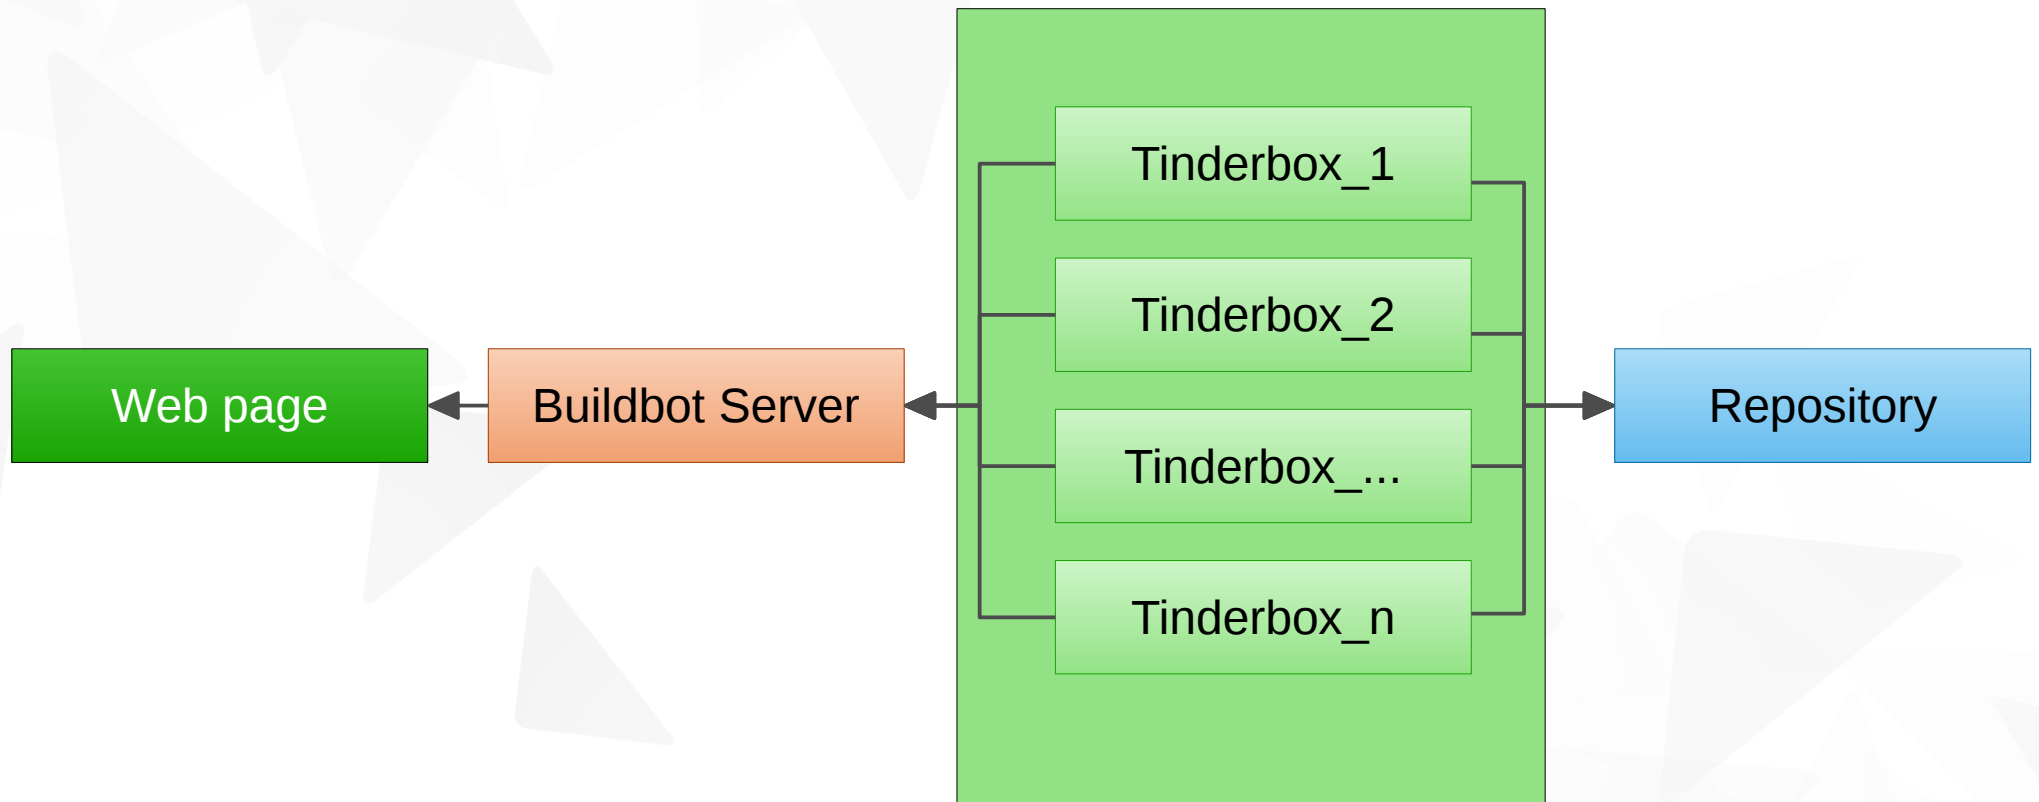 Tinderbox_1
Tinderbox_2
Web page
Buildbot Server
Repository
Tinderbox_...
Tinderbox_n